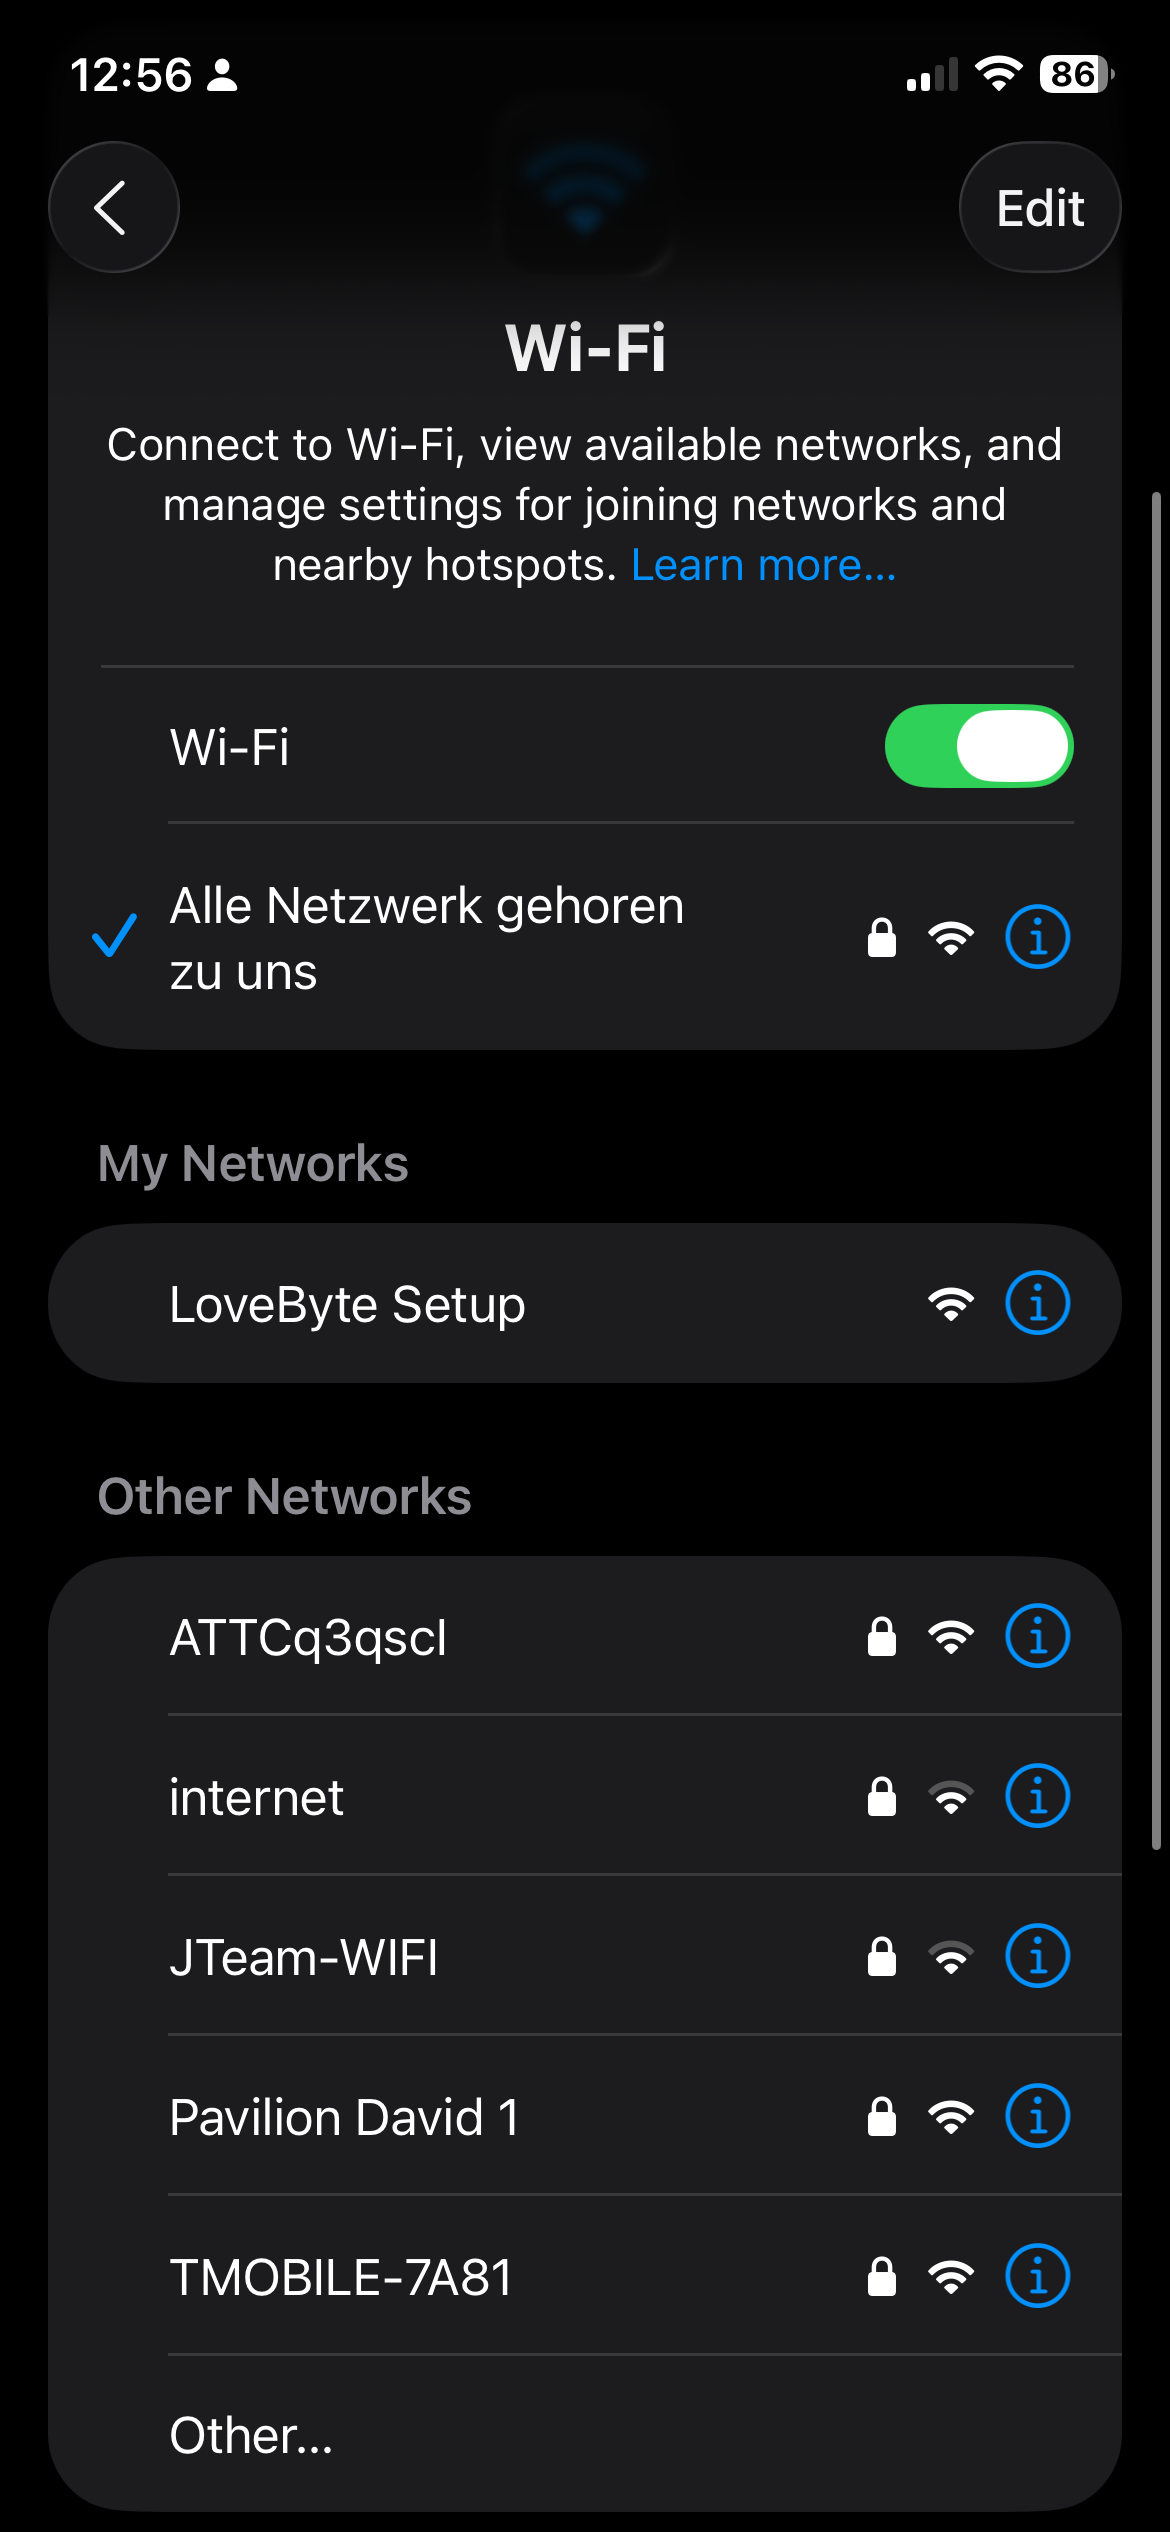 12:56
86
Edit
Wi-Fi
Connect to Wi-Fi, view available networks, and
manage settings for joining networks and
nearby hotspots. Learn more...
Wi-Fi
Alle Netzwerk gehoren
zu uns
My Networks
LoveByte Setup
Other Networks
ATTCq3qscl
internet
JTeam-WIFI
Pavilion David 1
TMOBILE-7A81
Other...